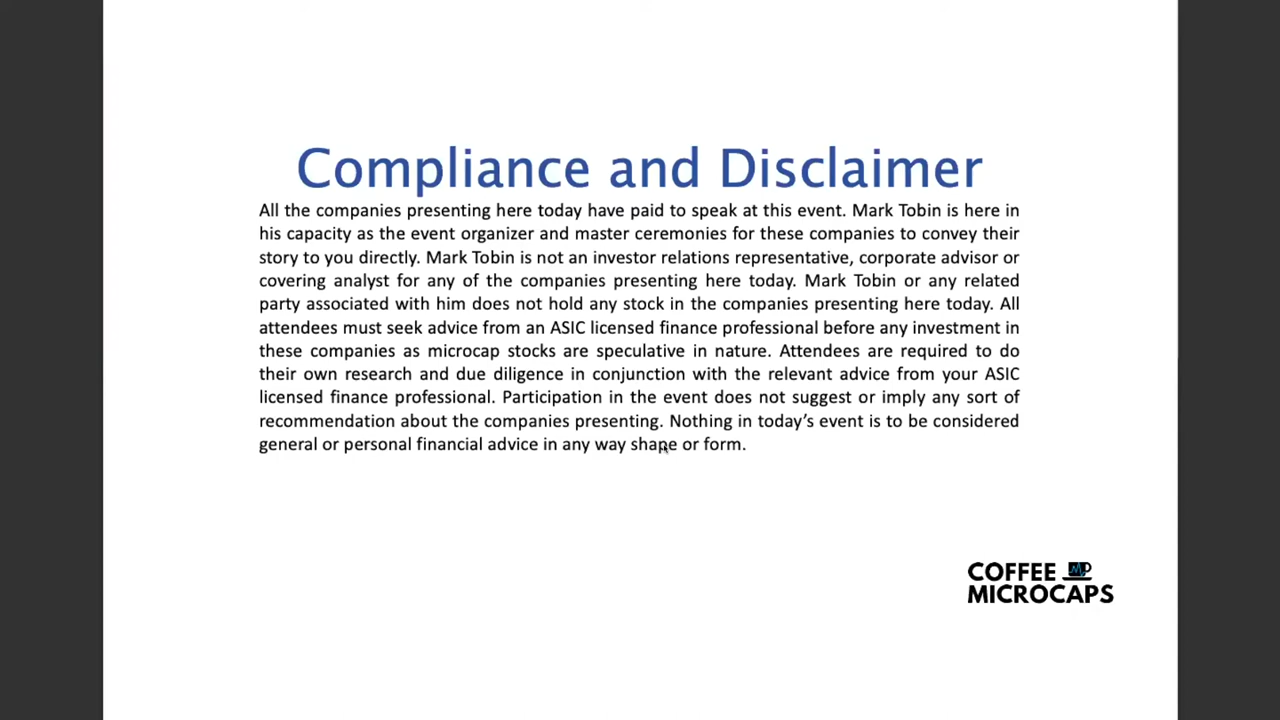 Compliance and Disclaimer
All the companies presenting here today have paid to speak at this event. Mark Tobin is here in
his capacity as the event organizer and master ceremonies for these companies to convey their
story to you directly. Mark Tobin is not an investor relations representative, corporate advisor or
covering analyst for any of the companies presenting here today. Mark Tobin or any related
party associated with him does not hold any stock in the companies presenting here today. All
attendees must seek advice from an ASIC licensed finance professional before any investment in
these companies as microcap stocks are speculative in nature. Attendees are required to do
their own research and due diligence in conjunction with the relevant advice from your ASIC
licensed finance professional. Participation in the event does not suggest or imply any sort of
recommendation about the companies presenting. Nothing in today’s event is to be considered
general or personal financial advice in any way shape or form.
COFFEE
MICROCAPS